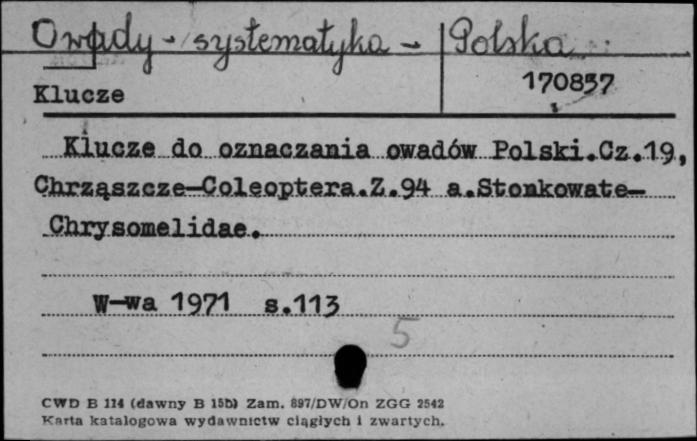 Owady - systematyka - Polska
170857
Klucze
Klucze do oznaczania owadów Polski.Cz.19,
Chrząszcze-Coleoptera.Z.94 a.Stonkowate-
Chrysomelidae.
W-wa 1971 s.113
5
CWD B 114 (dawny B 155) Zam. 897/DW/On ZGG 2542
Karta katalogowa wydawnictw ciągłych i zwartych.